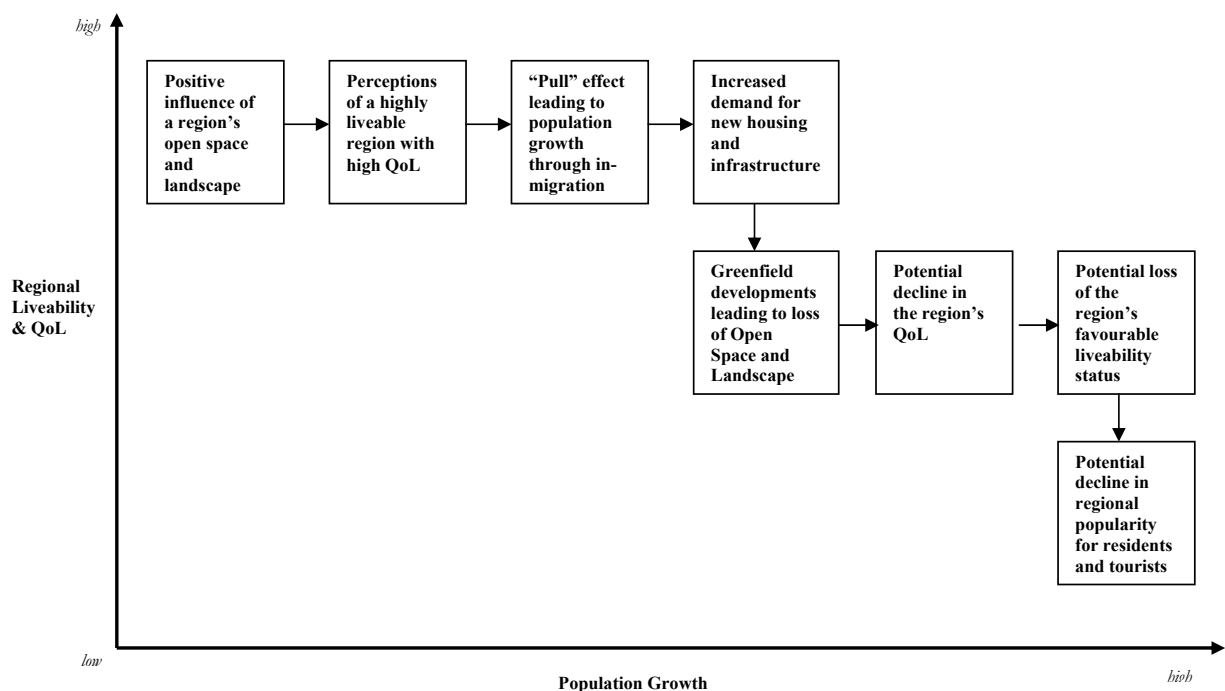 high
Positive
influence of
a region's
open space
and
landscape
Perceptions
of a highly
liveable
region with
high QoL
“Pull” effect
leading to
population
growth
through in-
migration
Increased
demand for
new housing
and
infrastructure
Regional
Liveability
& QoL
Greenfield
developments
leading to loss
of Open
Space and
Landscape
Potential
decline in
the region’s
QoL
Potential
loss of the
region’s
favourable
liveability
status
Potential
decline in
regional
popularity
for residents
and tourists
low
Population Growth
high